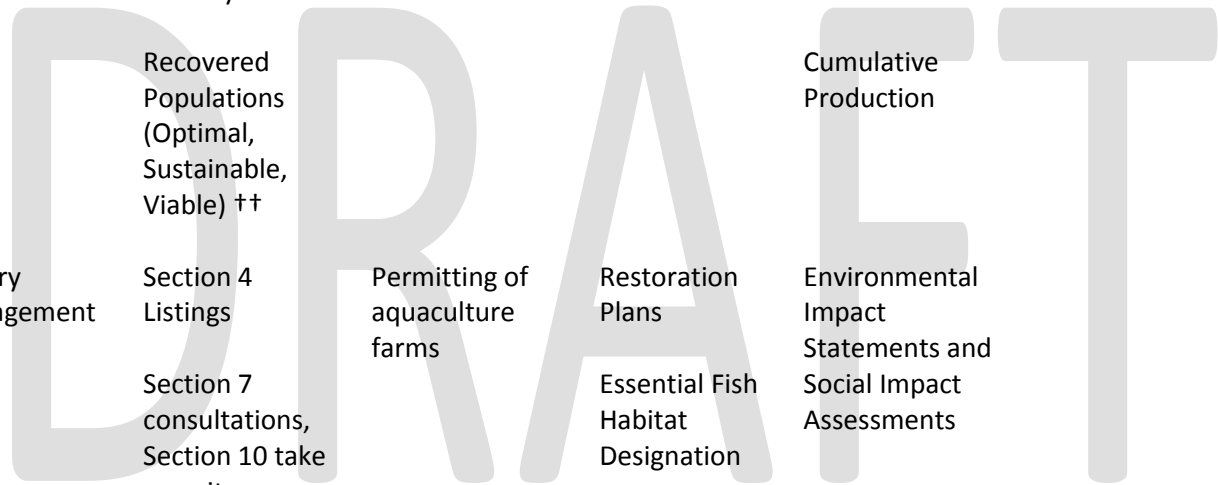 DRAFT
Recovered
Populations
(Optimal,
Sustainable,
Viable) ††
Cumulative
Production
Section 4
Listings
Section 7
consultations,
Section 10 take
Permitting of
aquaculture
farms
Restoration
Plans
Essential Fish
Habitat
Designation
Environmental
Impact
Statements and
Social Impact
Assessments